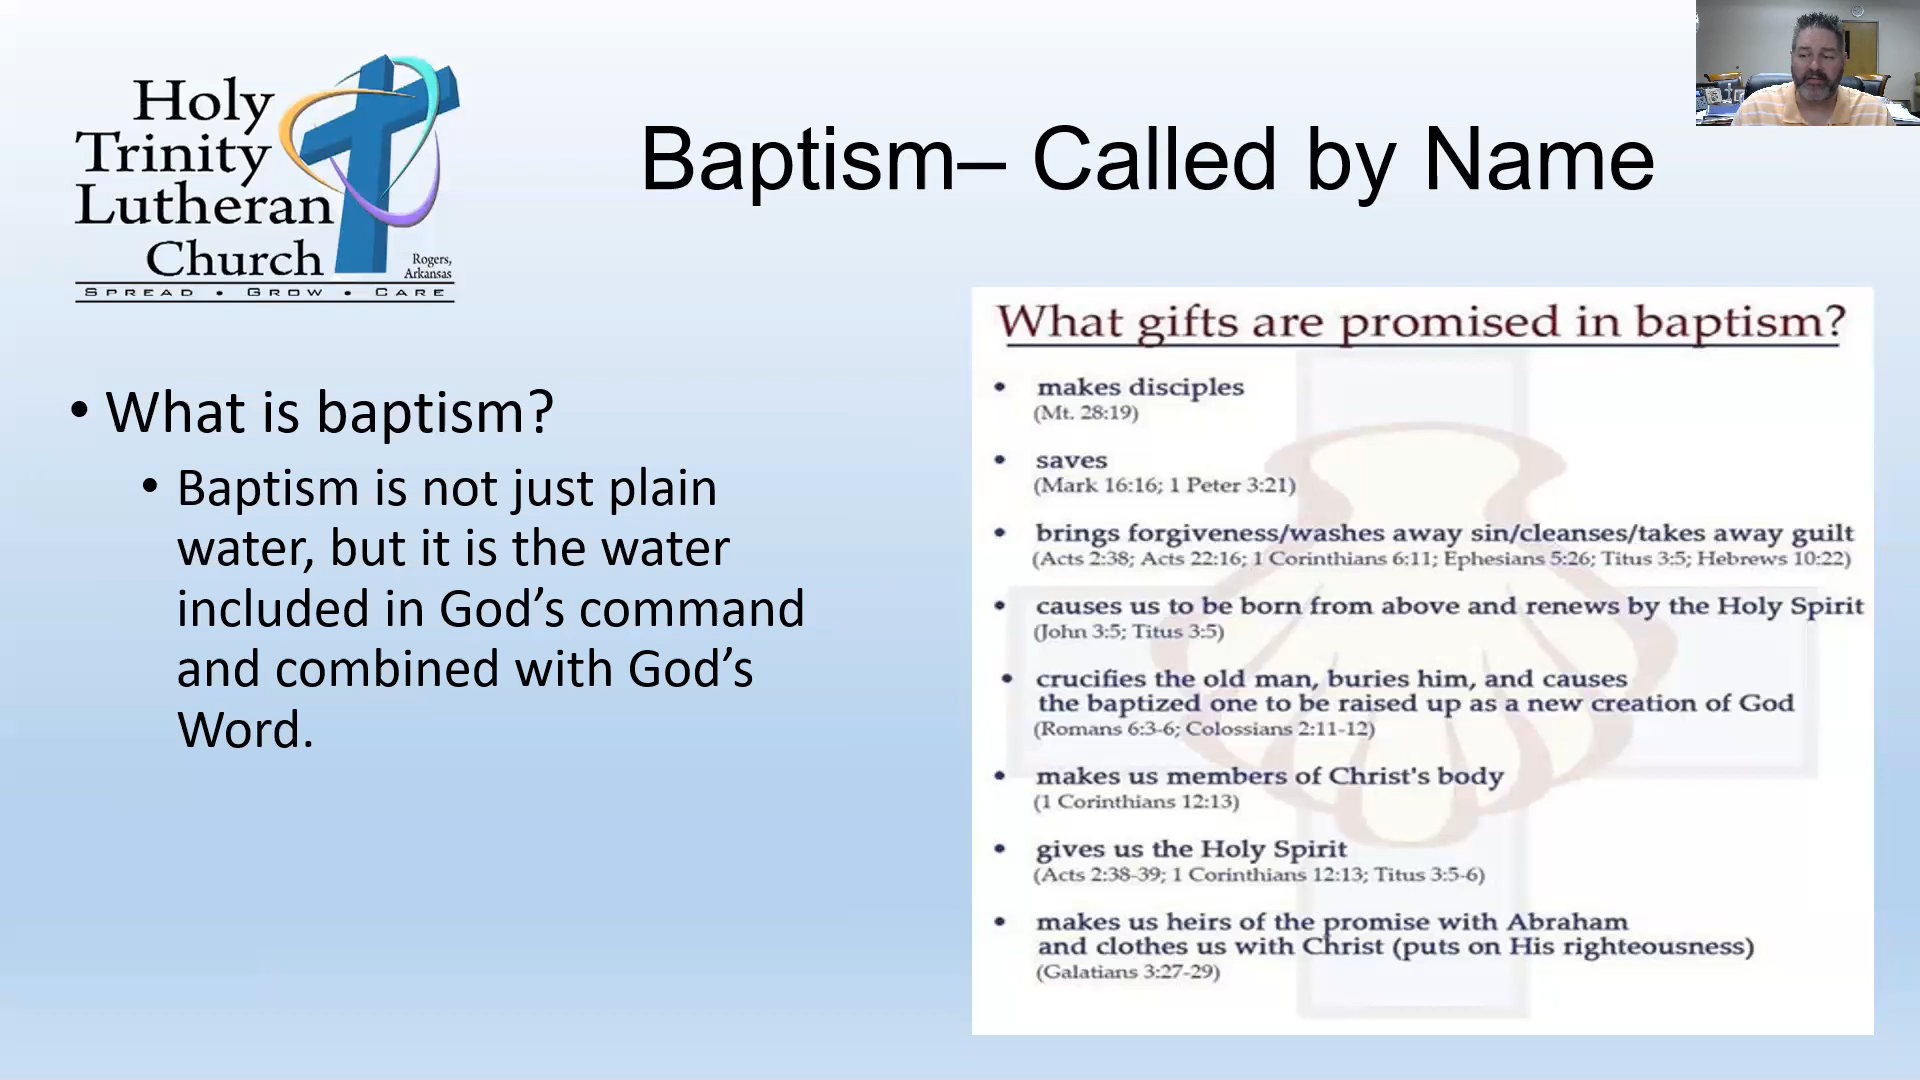 Holy
Trinity
Lutheran
Church
Rogers,
Arkansas
SPREAD • GROW • CARE
Baptism– Called by Name
• What is baptism?
• Baptism is not just plain
water, but it is the water
included in God’s command
and combined with God’s
Word.
What gifts are promised in baptism?
• makes disciples
(Mt. 28:19)
• saves
(Mark 16:16; 1 Peter 3:21)
• brings forgiveness/washes away sin/cleanses/takes away guilt
(Acts 2:38; Acts 22:16; 1 Corinthians 6:11; Ephesians 5:26; Titus 3:5; Hebrews 10:22)
• causes us to be born from above and renews by the Holy Spirit
(John 3:5; Titus 3:5)
• crucifies the old man, buries him, and causes
the baptized one to be raised up as a new creation of God
(Romans 6:3-6; Colossians 2:11-12)
• makes us members of Christ's body
(1 Corinthians 12:13)
• gives us the Holy Spirit
(Acts 2:38-39; 1 Corinthians 12:13; Titus 3:5-6)
• makes us heirs of the promise with Abraham
and clothes us with Christ (puts on His righteousness)
(Galatians 3:27-29)